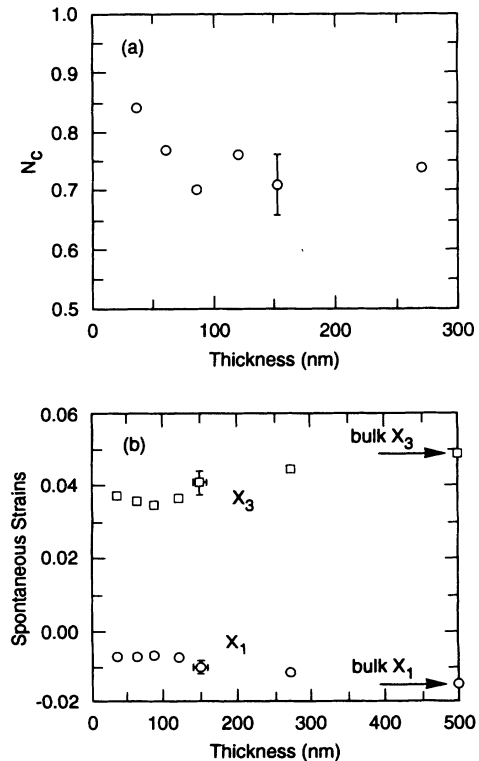 1.0
(a)
0.9
0.8
N_C
0.7
0.6
0.5
0 100 200 300
Thickness (nm)
0.06
(b)
bulk X_3
0.04
X_3
Spontaneous Strains
0.02
X_1
0.00
bulk X_1
-0.02
0 100 200 300 400 500
Thickness (nm)